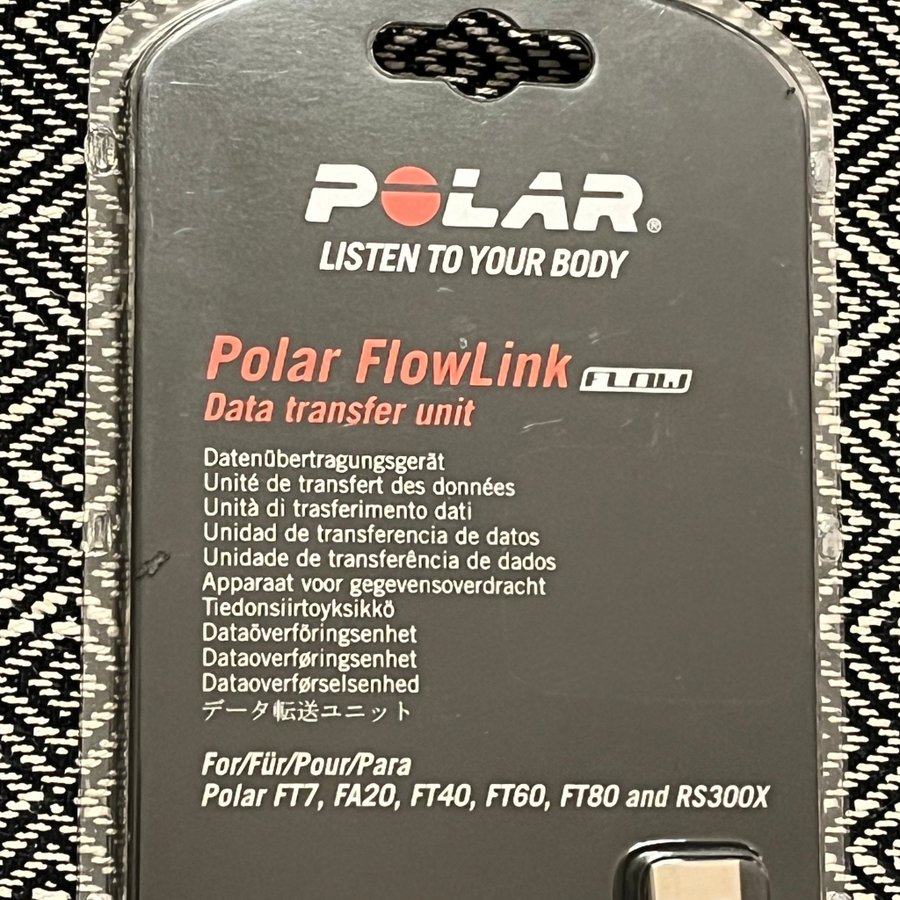 POLAR®
LISTEN TO YOUR BODY
Polar FlowLink FLOW
Data transfer unit
Datenübertragungsgerät
Unité de transfert des données
Unità di trasferimento dati
Unidad de transferencia de datos
Unidade de transferência de dados
Apparaat voor gegevensoverdracht
Tiedonsiirtoyksikkö
Dataöverföringsenhet
Dataoverføringsenhet
Dataoverførselsenhed
データ転送ユニット
For/Für/Pour/Para
Polar FT7, FA20, FT40, FT60, FT80 and RS300X